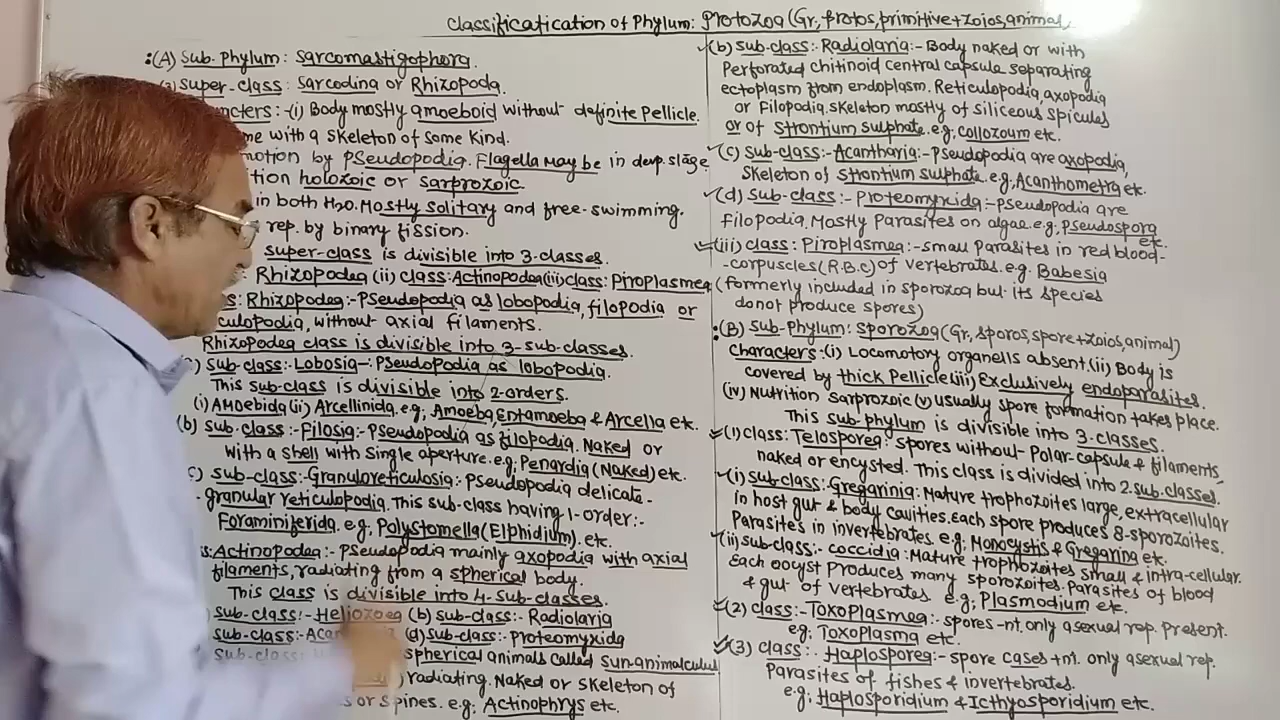 Classificatication of Phylum: Protozoa (Gr, protos, primitive + zoios, animal
:(A) Sub-Phylum: Sarcomastigophora.
Super-class: Sarcodina or Rhizopoda.
:-(i) Body mostly amoeboid without definite Pellicle.
me with a skeleton of some kind.
motion by Pseudopodia. Flagella may be in devp. stage
tion holozoic or sarprozoic.
in both H2O. Mostly solitary and free-swimming.
rep. by binary fission.
Super-class is divisible into 3-classes.
Rhizopodea (ii) class: Actinopodea (iii) class: Piroplasmea
s: Rhizopodea:- Pseudopodia as lobopodia, filopodia or
culopodia, without axial filaments.
Rhizopodea class is divisible into 3-sub-classes.
) Sub-class:- Lobosia-: Pseudopodia as lobopodia.
This sub-class is divisible into 2-orders.
(i) Amoebida (ii) Arcellinida. e.g; Amoeba, Entamoeba & Arcella etc.
(b) Sub-class:- Filosia:- Pseudopodia as filopodia. Naked or
with a shell with single aperture. e.g; Penardia (Naked) etc.
C) Sub-class:- Granuloreticulosia:- Pseudopodia delicate-
-granular reticulopodia. This sub-class having 1-order:-
Foraminiferida. e.g; Polystomella (Elphidium). etc.
s: Actinopodea:- Pseudopodia mainly axopodia with axial
filaments, radiating from a spherical body.
This class is divisible into 4-sub-classes.
) Sub-class:- Heliozoea (b) Sub-class:- Radiolaria
Sub-class:- (d) Sub-class:- Proteomyxida
Sub-class: spherical animals called sun-animalculus
radiating. Naked or skeleton of
s or spines. e.g; Actinophrys etc.
(b) Sub-class:- Radiolaria:- Body naked or with
Perforated chitinoid central capsule separating
ectoplasm from endoplasm. Reticulopodia, axopodia
or Filopodia. Skeleton mostly of siliceous spicules
or of Strontium sulphate. e.g; collozoum etc.
(C) Sub-class:- Acantharia:- Pseudopodia are axopodia,
Skeleton of strontium sulphate. e.g; Acanthometra etc.
(d) Sub-class:- Proteomyxida:- Pseudopodia are
filopodia. Mostly Parasites on algae. e.g; Pseudospora etc.
(iii) class: Piroplasmea:- small Parasites in red blood-
-corpuscles (R.B.C) of vertebrates. e.g. Babesia
(formerly included in sporozoa but its species
donot produce spores)
:(B) Sub-Phylum: Sporozoa (Gr, sporos, spore + zoios, animal)
Characters:(i) Locomotory organells absent. (ii) Body is
covered by thick Pellicle (iii) Exclusively endoparasites.
(iv) Nutrition Sarprozoic (v) Usually spore formation takes place.
This sub phylum is divisible into 3-classes.
(1) class: Telosporea: spores without Polar-capsule & filaments,
naked or encysted. This class is divided into 2. sub.classes.
(i) Sub-class: Gregarinia: Mature trophozoites large, extracellular
in host gut & body cavities. Each spore produces 8-sporozoites.
Parasites in invertebrates. e.g; Monocystis & Gregarina etc.
(ii) Sub-class:- Coccidia: Mature trophozoites small & intra-cellular.
Each oocyst produces many sporozoites. Parasites of blood
& gut of vertebrates. e.g; Plasmodium etc.
(2) class:- Toxoplasmea:- spores -nt. only asexual rep. Present.
eg; Toxoplasma etc.
(3) class:. Haplosporea:- spore cases +nt. only asexual rep.
Parasites of fishes & invertebrates.
e.g; Haplosporidium & Icthyosporidium etc.